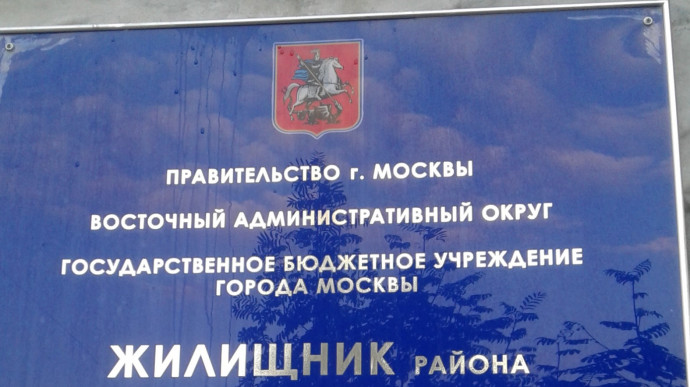 ПРАВИТЕЛЬСТВО г. МОСКВЫ
ВОСТОЧНЫЙ АДМИНИСТРАТИВНЫЙ ОКРУГ
ГОСУДАРСТВЕННОЕ БЮДЖЕТНОЕ УЧРЕЖДЕНИЕ
ГОРОДА МОСКВЫ
ЖИЛИЩНИК РАЙОНА